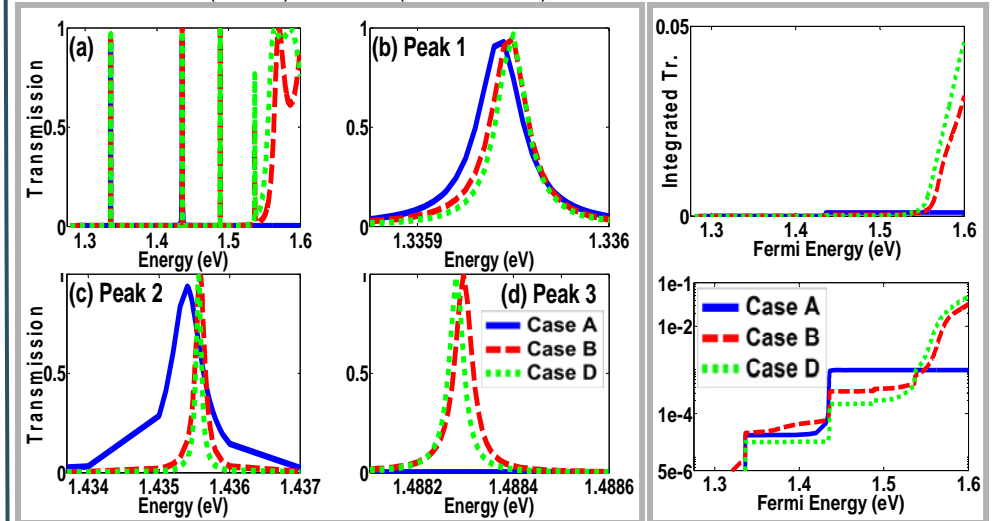 (a)
Transmission
1
0.5
0
1.3 1.4 1.5 1.6
Energy (eV)
(b) Peak 1
1
0.5
0
1.3359 1.336
Energy (eV)
(c) Peak 2
Transmission
1
0.5
0
1.434 1.435 1.436 1.437
Energy (eV)
(d) Peak 3
Case A
Case B
Case D
1
0.5
0
1.4882 1.4884 1.4886
Energy (eV)
Integrated Tr.
0.05
0
1.3 1.4 1.5 1.6
Fermi Energy (eV)
Case A
Case B
Case D
1e-1
1e-2
1e-4
5e-6
1.3 1.4 1.5 1.6
Fermi Energy (eV)